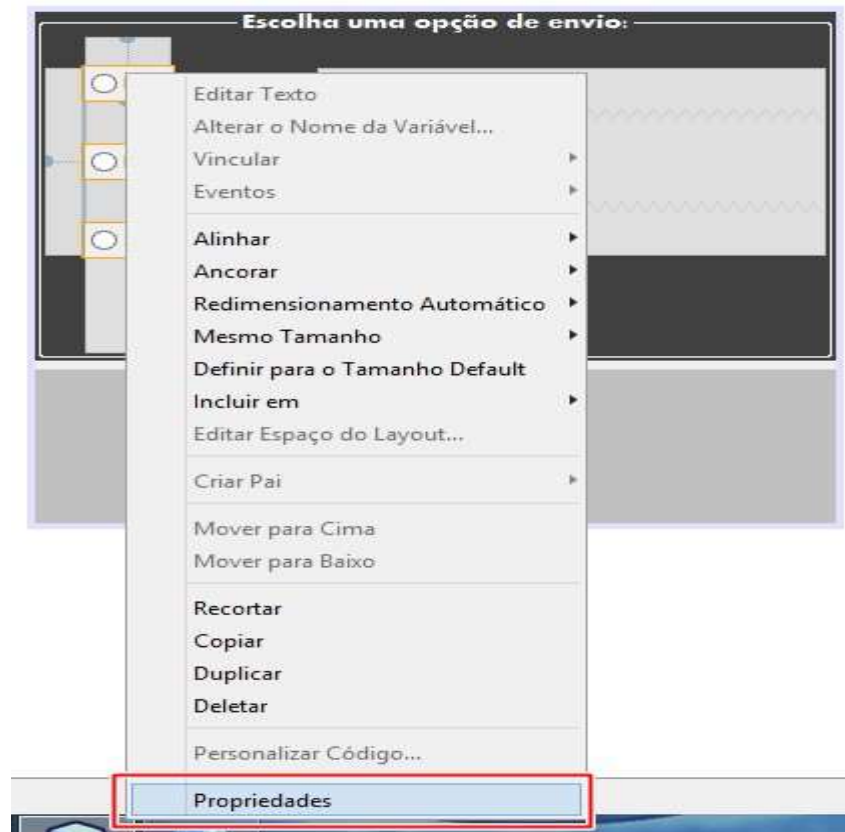 Escolha uma opção de envio:
Editar Texto
Alterar o Nome da Variável...
Vincular
Eventos
Alinhar
Ancorar
Redimensionamento Automático
Mesmo Tamanho
Definir para o Tamanho Default
Incluir em
Editar Espaço do Layout...
Criar Pai
Mover para Cima
Mover para Baixo
Recortar
Copiar
Duplicar
Deletar
Personalizar Código...
Propriedades